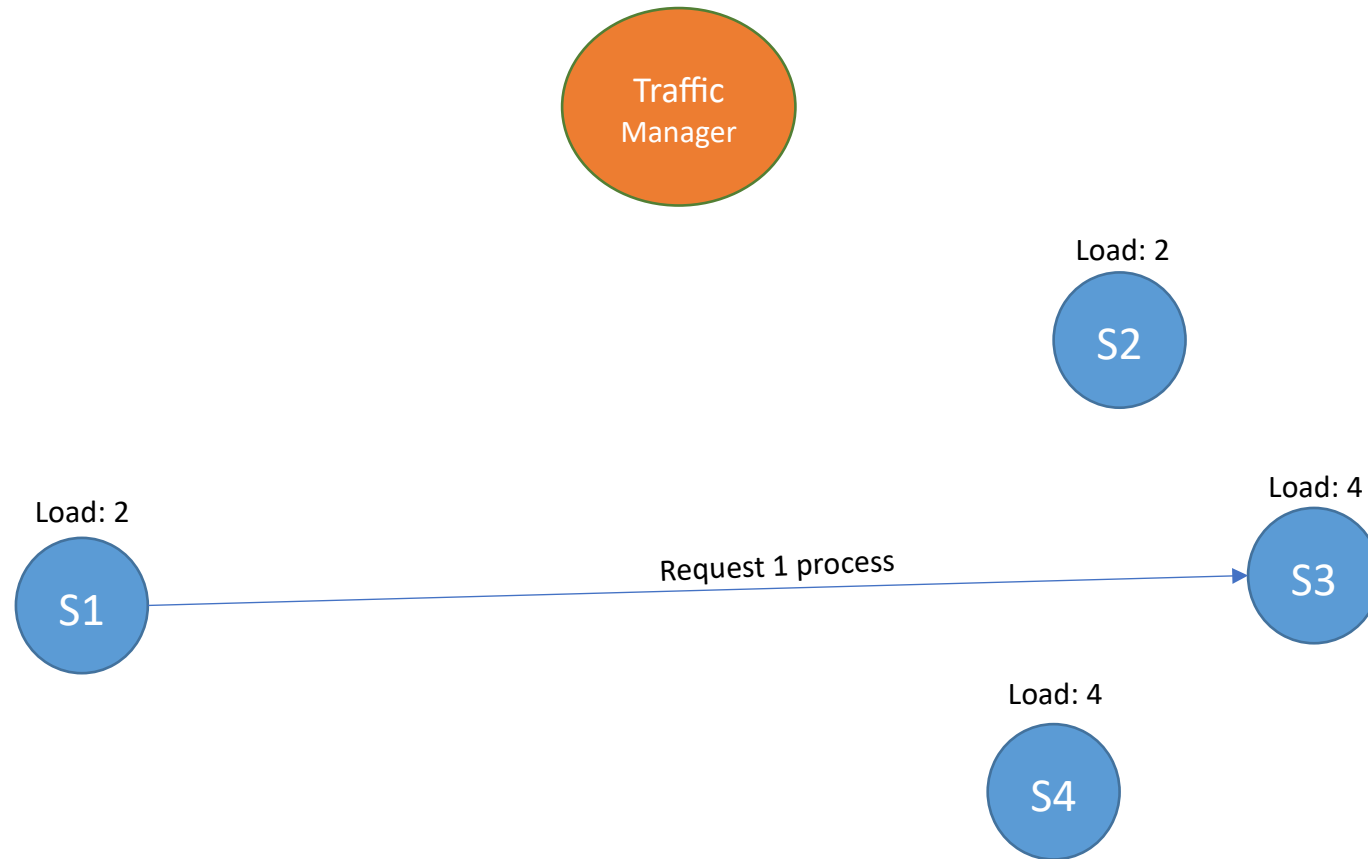 Traffic
Manager
Load: 2
S2
Load: 2
S1
Request 1 process
Load: 4
S3
Load: 4
S4